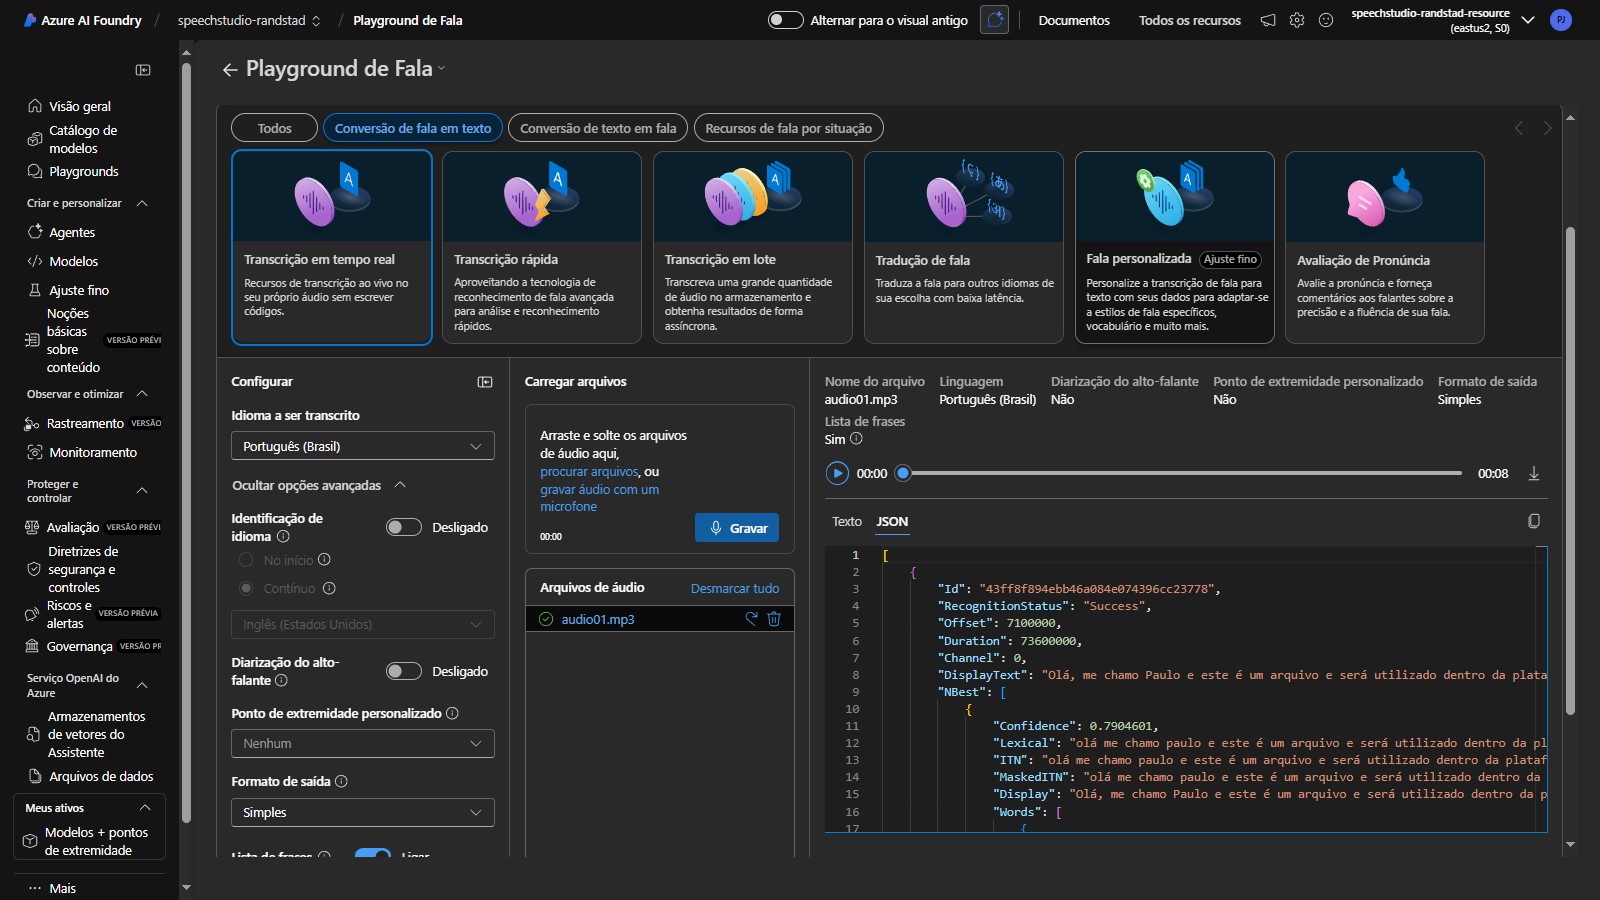 Azure AI Foundry / speechstudio-randstad / Playground de Fala
Alternar para o visual antigo
Documentos
Todos os recursos
speechstudio-randstad-resource
(eastus2, S0)
PJ
Visão geral
Catálogo de
modelos
Playgrounds
Criar e personalizar
Agentes
Modelos
Ajuste fino
Noções
básicas
sobre
conteúdo
VERSÃO PRÉVI
Observar e otimizar
Rastreamento VERSÃO
Monitoramento
Proteger e
controlar
Avaliação VERSÃO PRÉVI
Diretrizes de
segurança e
controles
Riscos e
alertas
VERSÃO PRÉVIA
Governança VERSÃO PR
Serviço OpenAI do
Azure
Armazenamentos
de vetores do
Assistente
Arquivos de dados
Meus ativos
Modelos + pontos
de extremidade
Mais
Playground de Fala
Todos
Conversão de fala em texto
Conversão de texto em fala
Recursos de fala por situação
A
Transcrição em tempo real
Recursos de transcrição ao vivo no
seu próprio áudio sem escrever
códigos.
A
Transcrição rápida
Aproveitando a tecnologia de
reconhecimento de fala avançada
para análise e reconhecimento
rápidos.
A
Transcrição em lote
Transcreva uma grande quantidade
de áudio no armazenamento e
obtenha resultados de forma
assíncrona.
Tradução de fala
Traduza a fala para outros idiomas de
sua escolha com baixa latência.
A
Fala personalizada Ajuste fino
Personalize a transcrição de fala para
texto com seus dados para adaptar-se
a estilos de fala específicos,
vocabulário e muito mais.
Avaliação de Pronúncia
Avalie a pronúncia e forneça
comentários aos falantes sobre a
precisão e a fluência de sua fala.
Configurar
Idioma a ser transcrito
Português (Brasil)
Ocultar opções avançadas
Identificação de
idioma
Desligado
No início
Contínuo
Inglês (Estados Unidos)
Diarização do alto-
falante
Desligado
Ponto de extremidade personalizado
Nenhum
Formato de saída
Simples
Lista de frases Ligar
Carregar arquivos
Arraste e solte os arquivos
de áudio aqui,
procurar arquivos, ou
gravar áudio com um
microfone
00:00
Gravar
Arquivos de áudio
Desmarcar tudo
audio01.mp3
Nome do arquivo
audio01.mp3
Linguagem
Português (Brasil)
Diarização do alto-falante
Não
Ponto de extremidade personalizado
Não
Formato de saída
Simples
Lista de frases
Sim
00:00
00:08
Texto JSON
1 [
2 {
3 "Id": "43ff8f894ebb46a084e074396cc23778",
4 "RecognitionStatus": "Success",
5 "Offset": 7100000,
6 "Duration": 73600000,
7 "Channel": 0,
8 "DisplayText": "Olá, me chamo Paulo e este é um arquivo e será utilizado dentro da plata
9 "NBest": [
10 {
11 "Confidence": 0.7904601,
12 "Lexical": "olá me chamo paulo e este é um arquivo e será utilizado dentro da pl
13 "ITN": "olá me chamo paulo e este é um arquivo e será utilizado dentro da plataf
14 "MaskedITN": "olá me chamo paulo e este é um arquivo e será utilizado dentro da
15 "Display": "Olá, me chamo Paulo e este é um arquivo e será utilizado dentro da p
16 "Words": [
17 {